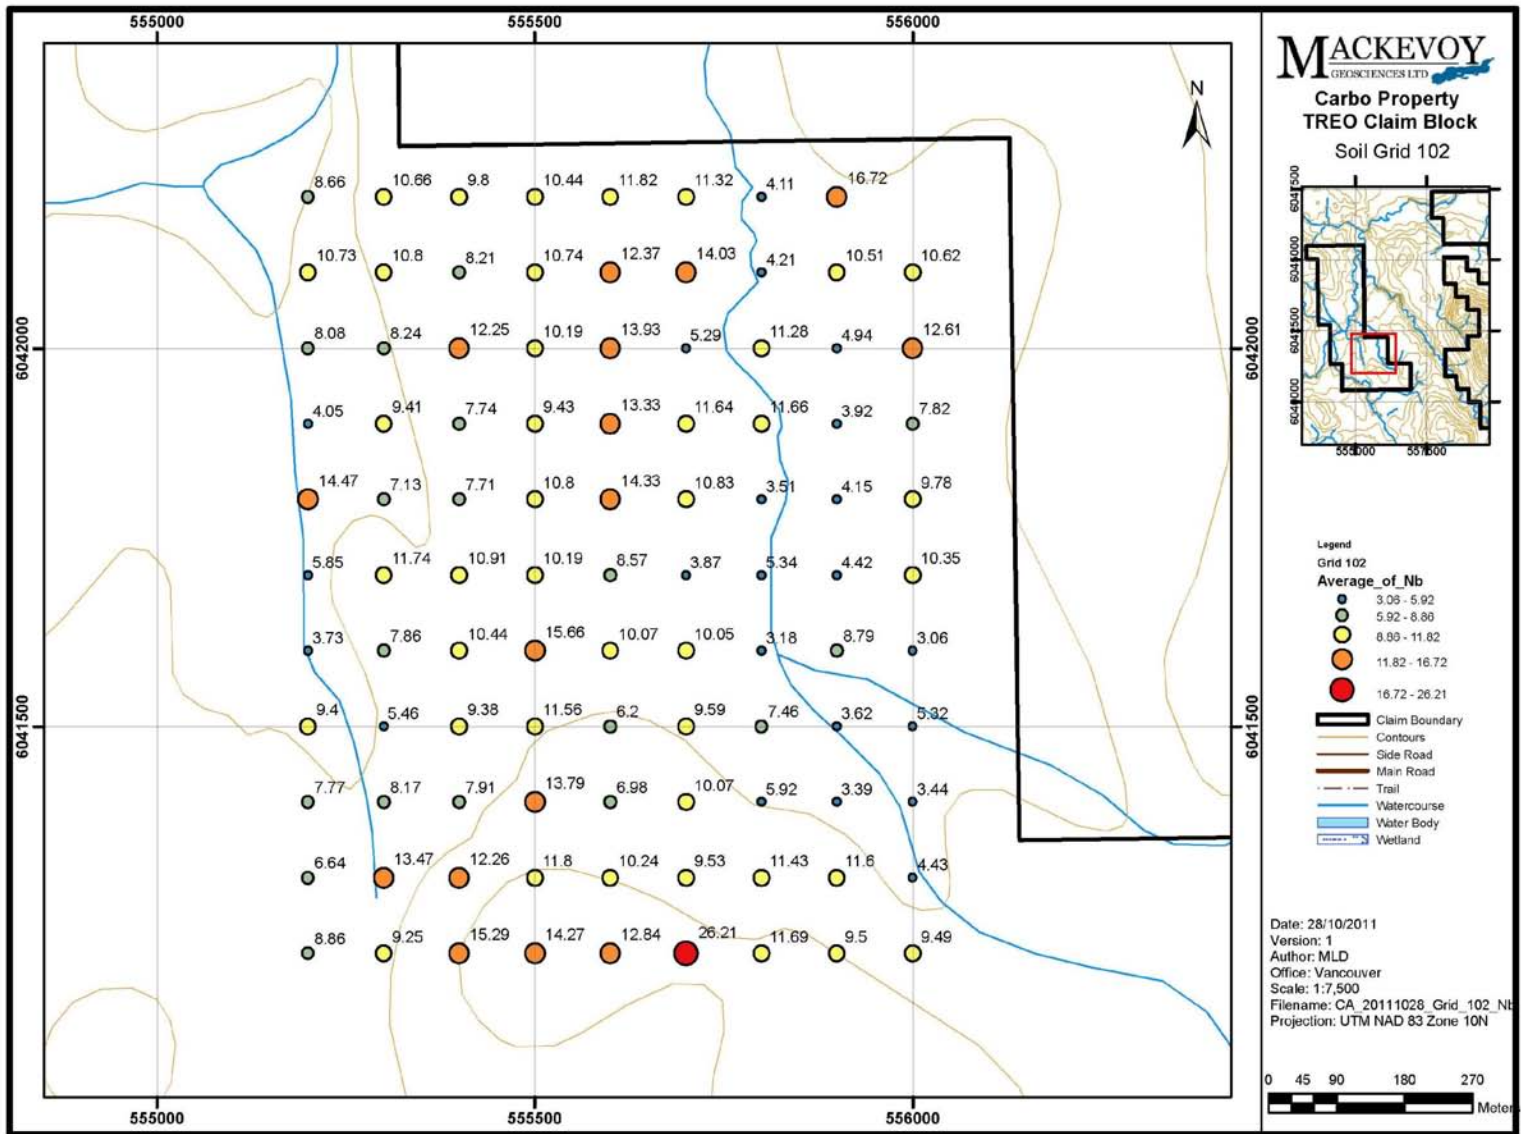 555000 555500 556000
8.66 10.66 9.8 10.44 11.82 11.32 4.11 16.72
10.73 10.8 8.21 10.74 12.37 14.03 4.21 10.51 10.62
6042000 8.08 8.24 12.25 10.19 13.93 5.29 11.28 4.94 12.61 6042000
4.05 9.41 7.74 9.43 13.33 11.64 11.66 3.92 7.82
14.47 7.13 7.71 10.8 14.33 10.83 3.51 4.15 9.78
5.85 11.74 10.91 10.19 8.57 3.87 5.34 4.42 10.35
3.73 7.86 10.44 15.66 10.07 10.05 3.18 8.79 3.06
6041500 9.4 5.46 9.38 11.56 6.2 9.59 7.46 3.62 5.32 6041500
7.77 8.17 7.91 13.79 6.98 10.07 5.92 3.39 3.44
6.64 13.47 12.26 11.8 10.24 9.53 11.43 11.6 4.43
8.86 9.25 15.29 14.27 12.84 26.21 11.69 9.5 9.49
555000 555500 556000
N
MACKEVOY
GEOSCIENCES LTD
Carbo Property
TREO Claim Block
Soil Grid 102
6047500
6045000
6042500
6040000
555000 557500
Legend
Grid 102
Average_of_Nb
3.06 - 5.92
5.92 - 8.86
8.86 - 11.82
11.82 - 16.72
16.72 - 26.21
Claim Boundary
Contours
Side Road
Main Road
Trail
Watercourse
Water Body
Wetland
Date: 28/10/2011
Version: 1
Author: MLD
Office: Vancouver
Scale: 1:7,500
Filename: CA_20111028_Grid_102_Nb
Projection: UTM NAD 83 Zone 10N
0 45 90 180 270
Meters